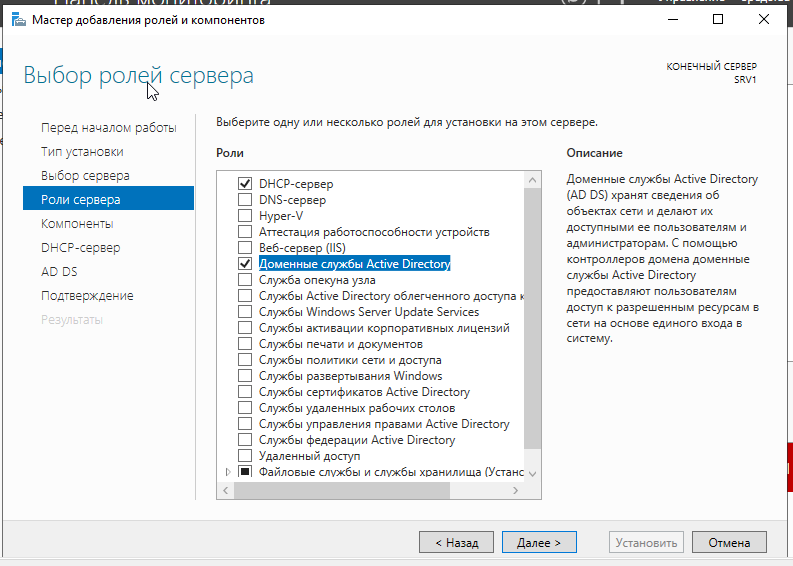 Панель мониторинга
Мастер добавления ролей и компонентов
Выбор ролей сервера
КОНЕЧНЫЙ СЕРВЕР
SRV1
Перед началом работы
Тип установки
Выбор сервера
Роли сервера
Компоненты
DHCP-сервер
AD DS
Подтверждение
Результаты
Выберите одну или несколько ролей для установки на этом сервере.
Роли
DHCP-сервер
DNS-сервер
Hyper-V
Аттестация работоспособности устройств
Веб-сервер (IIS)
Доменные службы Active Directory
Служба опекуна узла
Службы Active Directory облегченного доступа к
Службы Windows Server Update Services
Службы активации корпоративных лицензий
Службы печати и документов
Службы политики сети и доступа
Службы развертывания Windows
Службы сертификатов Active Directory
Службы удаленных рабочих столов
Службы управления правами Active Directory
Службы федерации Active Directory
Удаленный доступ
Файловые службы и службы хранилища (Устано
Описание
Доменные службы Active Directory
(AD DS) хранят сведения об
объектах сети и делают их
доступными ее пользователям и
администраторам. С помощью
контроллеров домена доменные
службы Active Directory
предоставляют пользователям
доступ к разрешенным ресурсам в
сети на основе единого входа в
систему.
< Назад
Далее >
Установить
Отмена